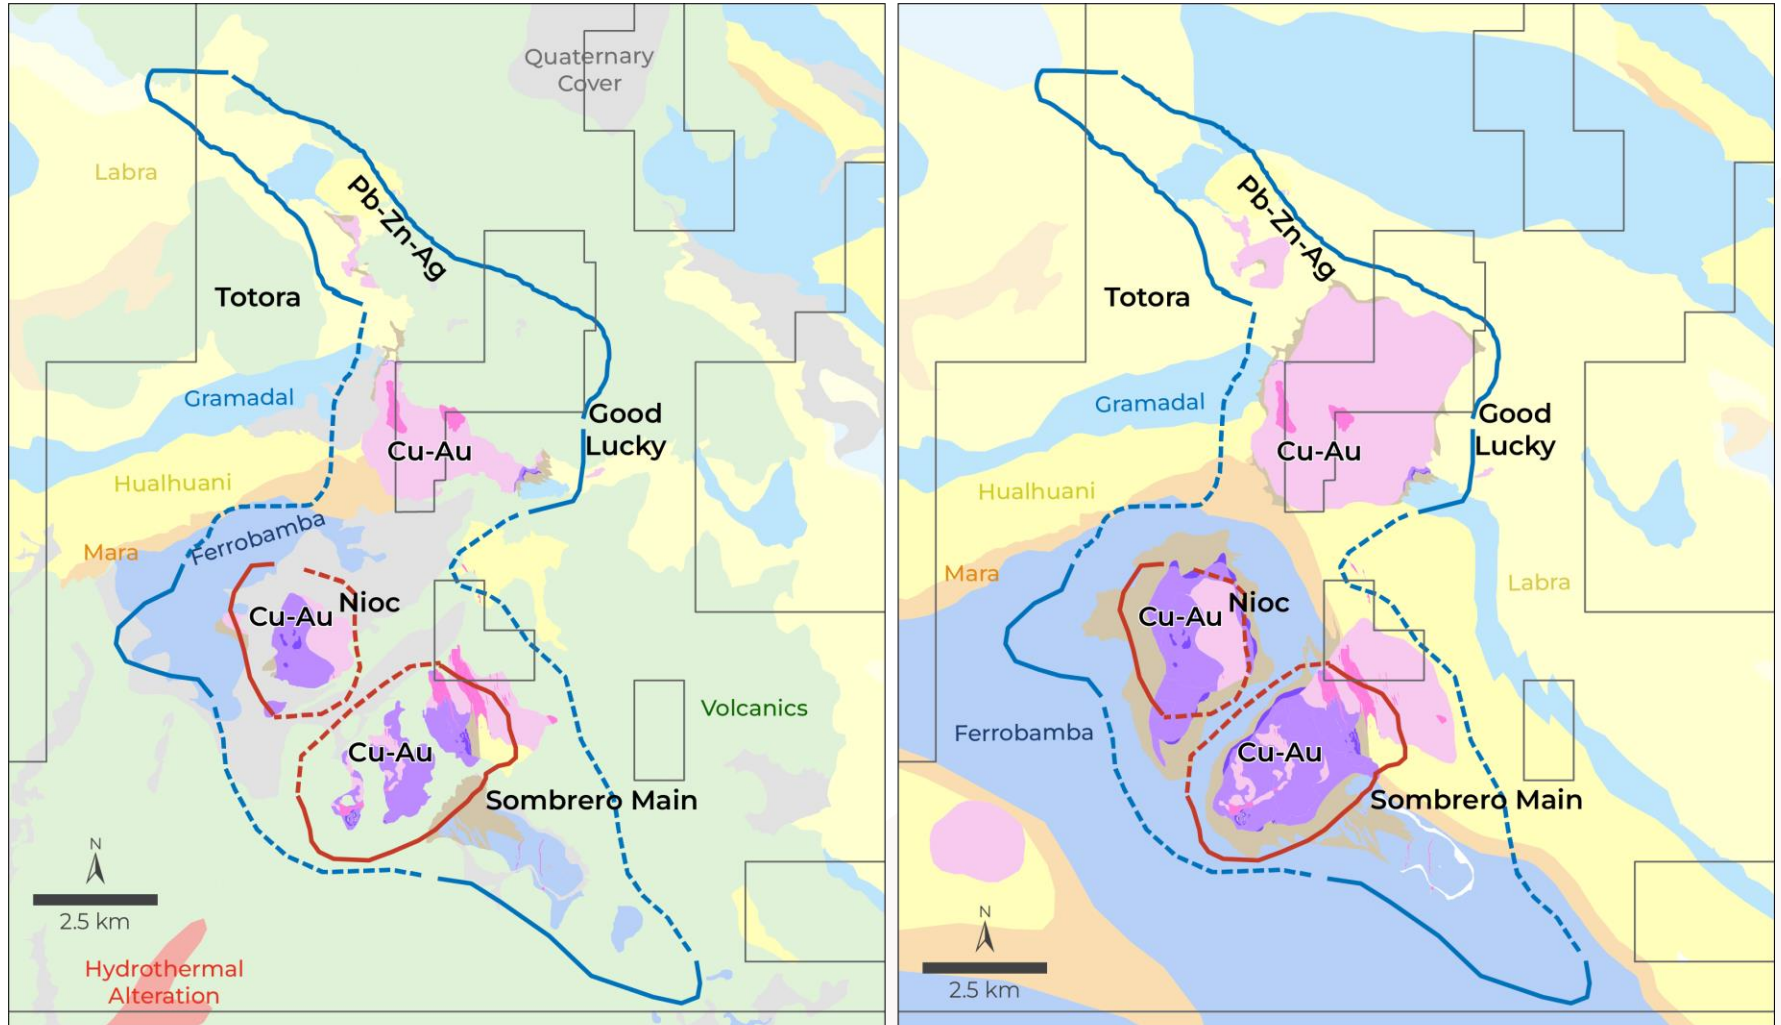 Quaternary
Cover
Labra
Pb-Zn-Ag
Totora
Gramadal
Good
Lucky
Cu-Au
Hualhuani
Ferrobamba
Mara
Cu-Au
Nioc
Volcanics
Cu-Au
Sombrero Main
N
2.5 km
Hydrothermal
Alteration
Pb-Zn-Ag
Totora
Gramadal
Good
Lucky
Cu-Au
Hualhuani
Mara
Labra
Cu-Au
Nioc
Ferrobamba
Cu-Au
Sombrero Main
N
2.5 km